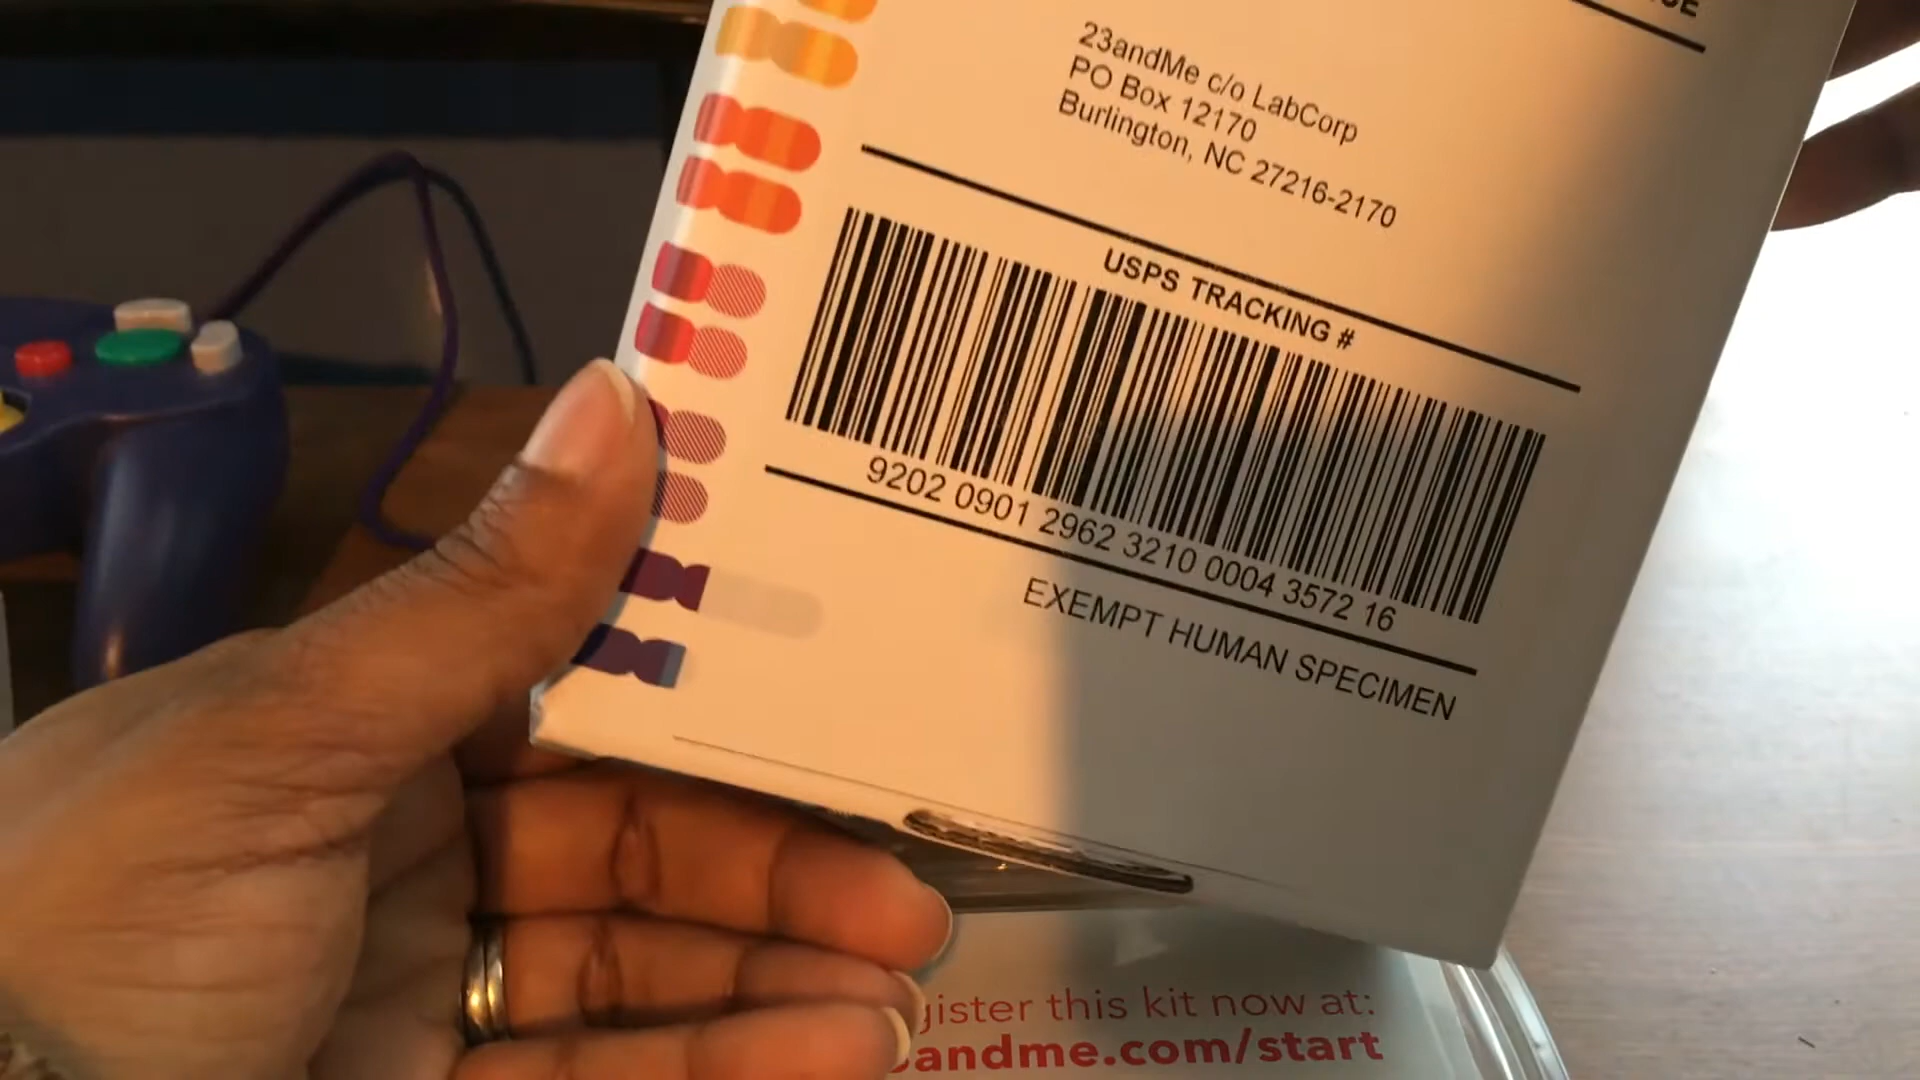 23andMe c/o LabCorp
PO Box 12170
Burlington, NC 27216-2170
USPS TRACKING #
9202 0901 2962 3210 0004 3572 16
EXEMPT HUMAN SPECIMEN
this kit now at:
andme.com/start